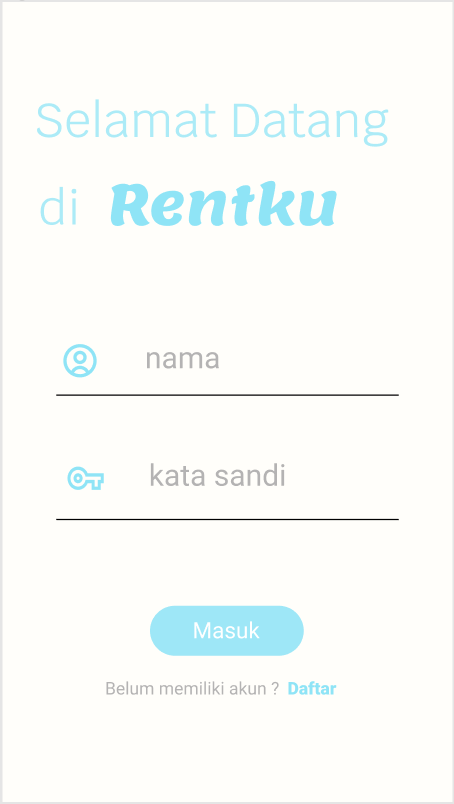 Selamat Datang
di Rentku
nama
kata sandi
Masuk
Belum memiliki akun ? Daftar